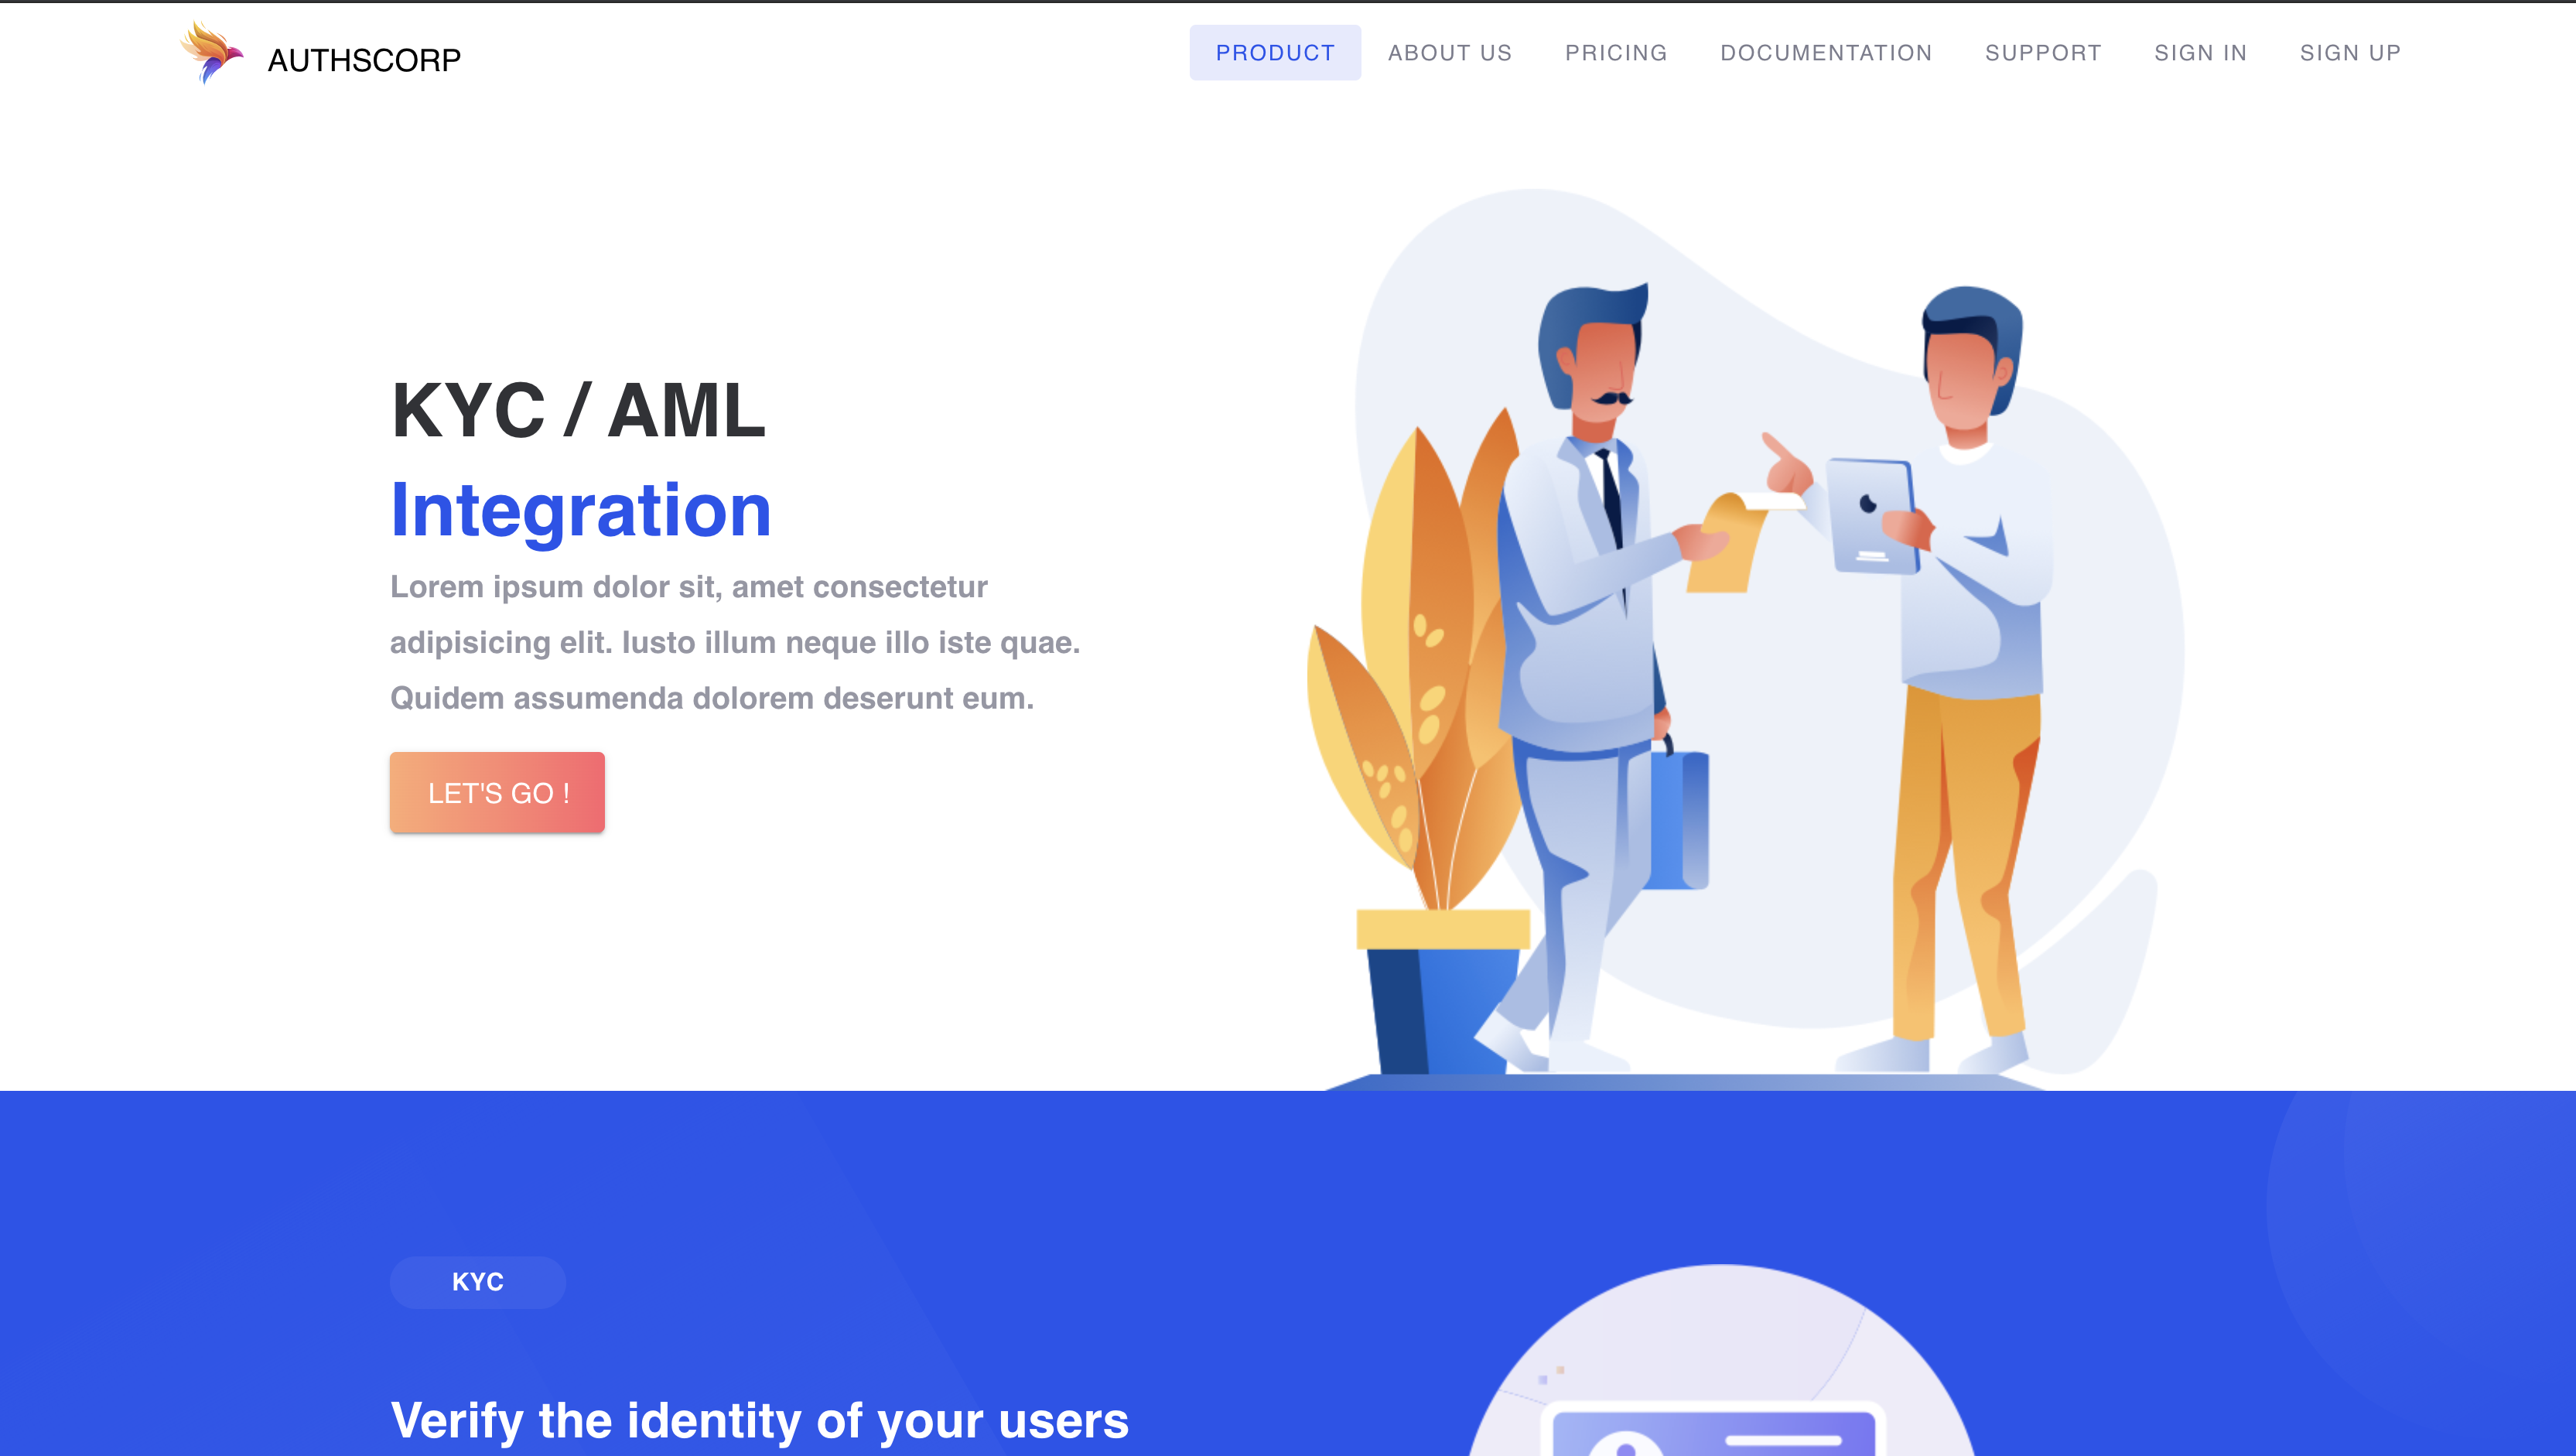 AUTHSCORP
PRODUCT
ABOUT US
PRICING
DOCUMENTATION
SUPPORT
SIGN IN
SIGN UP
KYC / AML
Integration
Lorem ipsum dolor sit, amet consectetur
adipisicing elit. Iusto illum neque illo iste quae.
Quidem assumenda dolorem deserunt eum.
LET'S GO !
KYC
Verify the identity of your users